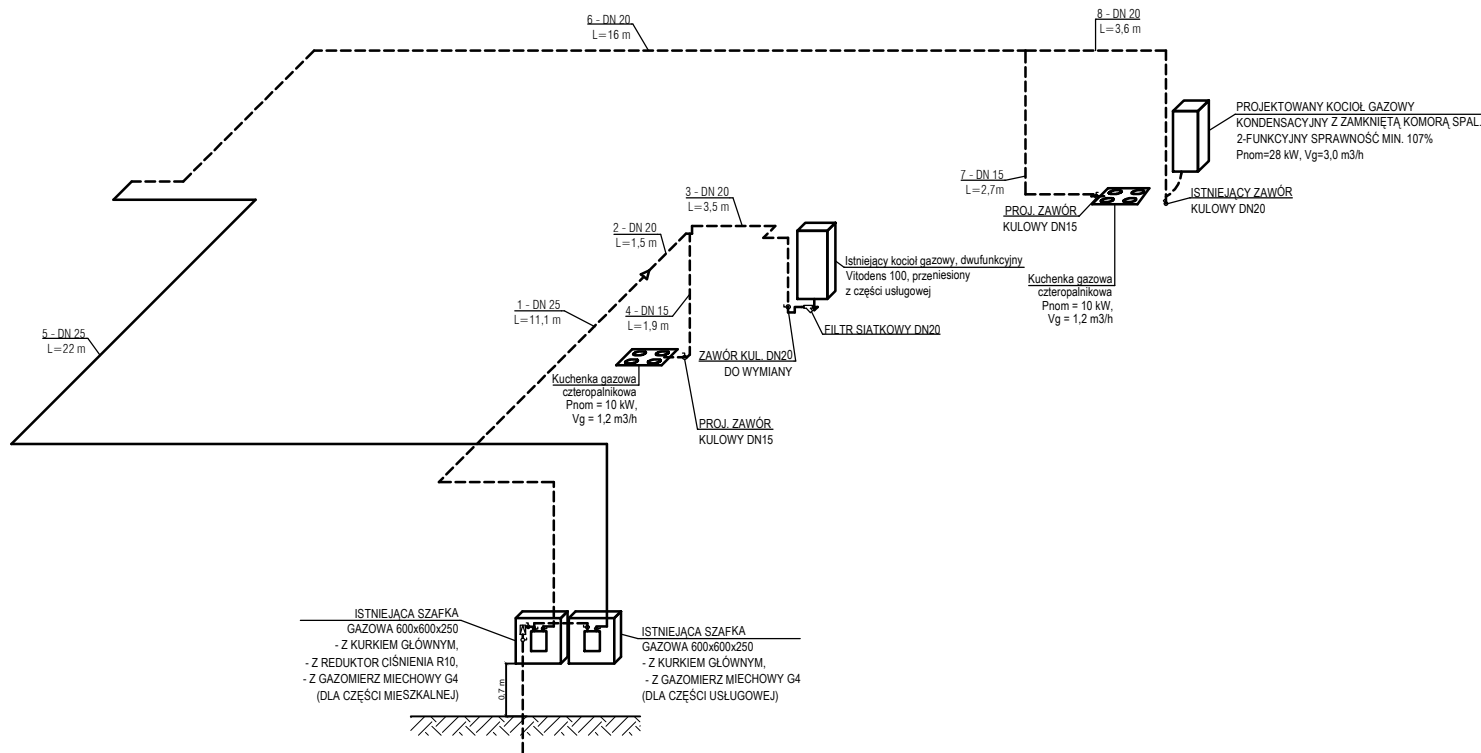 6 - DN 20
L=16 m
8 - DN 20
L=3,6 m
PROJEKTOWANY KOCIOŁ GAZOWY
KONDENSACYJNY Z ZAMKNIĘTĄ KOMORĄ SPAL.
2-FUNKCYJNY SPRAWNOŚĆ MIN. 107%
Pnom=28 kW, Vg=3,0 m3/h
7 - DN 15
L=2,7m
PROJ. ZAWÓR
KULOWY DN15
ISTNIEJĄCY ZAWÓR
KULOWY DN20
Kuchenka gazowa
czteropalnikowa
Pnom = 10 kW,
Vg = 1,2 m3/h
3 - DN 20
L=3,5 m
2 - DN 20
L=1,5 m
Istniejący kocioł gazowy, dwufunkcyjny
Vitodens 100, przeniesiony
z części usługowej
1 - DN 25
L=11,1 m
4 - DN 15
L=1,9 m
FILTR SIATKOWY DN20
5 - DN 25
L=22 m
ZAWÓR KUL. DN20
DO WYMIANY
Kuchenka gazowa
czteropalnikowa
Pnom = 10 kW,
Vg = 1,2 m3/h
PROJ. ZAWÓR
KULOWY DN15
ISTNIEJĄCA SZAFKA
GAZOWA 600x600x250
- Z KURKIEM GŁÓWNYM,
- Z REDUKTOR CIŚNIENIA R10,
- Z GAZOMIERZ MIECHOWY G4
(DLA CZĘŚCI MIESZKALNEJ)
0,7 m
ISTNIEJĄCA SZAFKA
GAZOWA 600x600x250
- Z KURKIEM GŁÓWNYM,
- Z GAZOMIERZ MIECHOWY G4
(DLA CZĘŚCI USŁUGOWEJ)